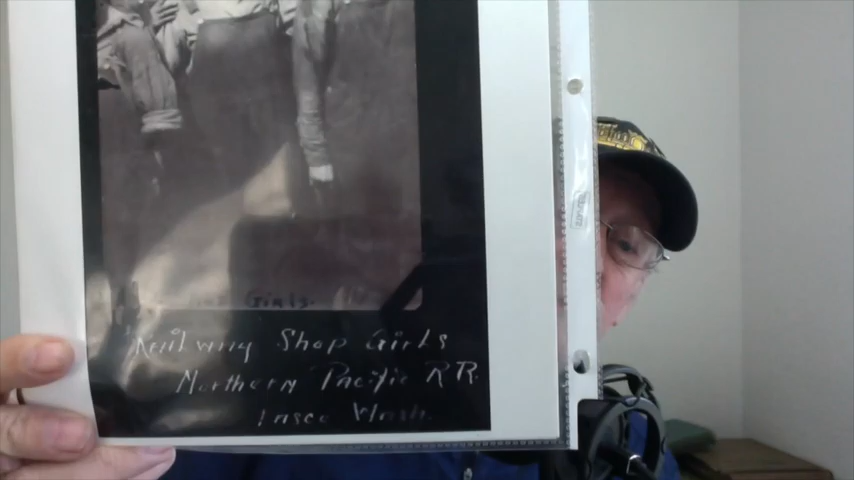 Girls.
Railway Shop Girls
Northern Pacific R R.
Pasco Wash.